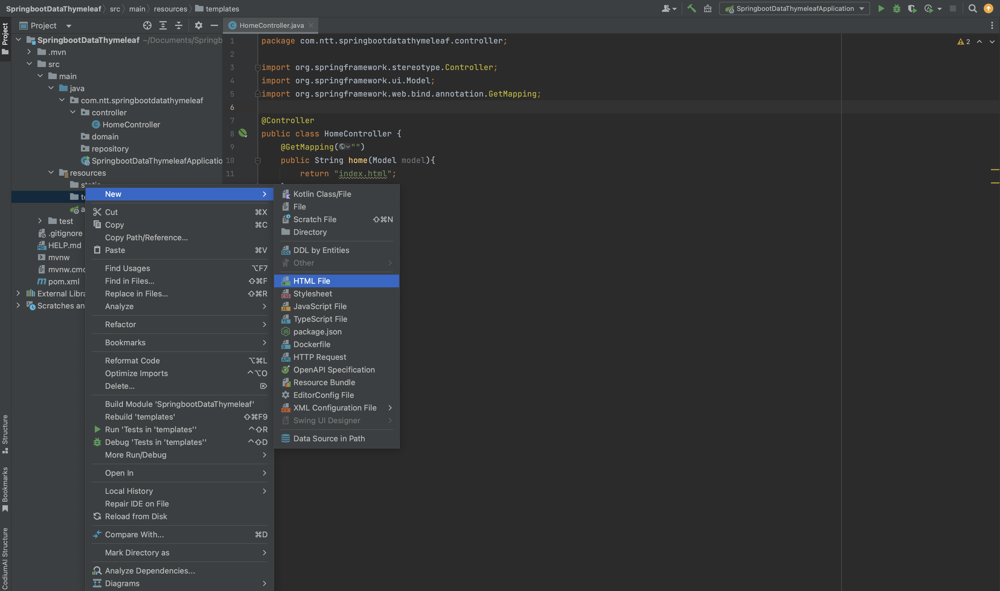 SpringbootDataThymeleaf src main resources templates
SpringbootDataThymeleafApplication
Project
Project
HomeController.java
SpringbootDataThymeleaf ~/Documents/Springb
.mvn
src
main
java
com.ntt.springbootdatathymeleaf
controller
HomeController
domain
repository
SpringbootDataThymeleafApplicatio
resources
static
te
a
test
.gitignore
HELP.md
mvnw
mvnw.cmd
pom.xml
External Libra
Scratches an
Structure
Bookmarks
CodiumAI Structure
1 package com.ntt.springbootdatathymeleaf.controller;
2
3 import org.springframework.stereotype.Controller;
4 import org.springframework.ui.Model;
5 import org.springframework.web.bind.annotation.GetMapping;
6
7 @Controller
8 public class HomeController {
9 @GetMapping("")
10 public String home(Model model){
11 return "index.html";
2
New
Cut ⌘X
Copy ⌘C
Copy Path/Reference...
Paste ⌘V
Find Usages ⌥F7
Find in Files... ⇧⌘F
Replace in Files... ⇧⌘R
Analyze
Refactor
Bookmarks
Reformat Code ⌥⌘L
Optimize Imports ^⌥O
Delete... ⌦
Build Module 'SpringbootDataThymeleaf'
Rebuild 'templates' ⇧⌘F9
Run 'Tests in 'templates'' ^⇧R
Debug 'Tests in 'templates'' ^⇧D
More Run/Debug
Open In
Local History
Repair IDE on File
Reload from Disk
Compare With... ⌘D
Mark Directory as
Analyze Dependencies...
Diagrams
Kotlin Class/File
File
Scratch File ⇧⌘N
Directory
DDL DDL by Entities
Other
H HTML File
CSS Stylesheet
JS JavaScript File
TS TypeScript File
JS package.json
D Dockerfile
API HTTP Request
OpenAPI Specification
Resource Bundle
EditorConfig File
XML Configuration File
Swing UI Designer
Data Source in Path